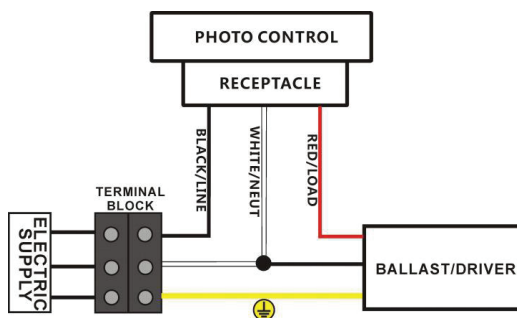 PHOTO CONTROL
RECEPTACLE
BLACK/LINE
WHITE/NEUT
RED/LOAD
TERMINAL
BLOCK
ELECTRIC
SUPPLY
BALLAST/DRIVER